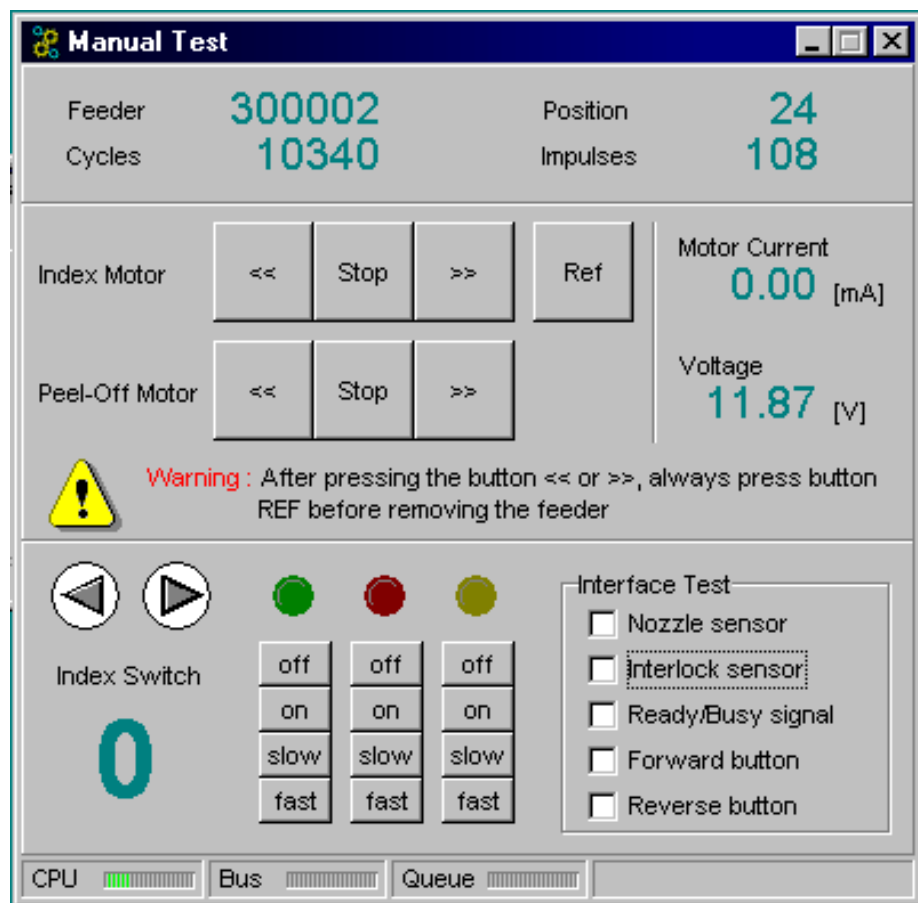 Manual Test
Feeder 300002 Position 24
Cycles 10340 Impulses 108
Index Motor << Stop >> Ref
Motor Current
0.00 [mA]
Peel-Off Motor << Stop >>
Voltage
11.87 [V]
Warning : After pressing the button << or >>, always press button
REF before removing the feeder
Index Switch
0
off off off
on on on
slow slow slow
fast fast fast
Interface Test
Nozzle sensor
Interlock sensor
Ready/Busy signal
Forward button
Reverse button
CPU Bus Queue